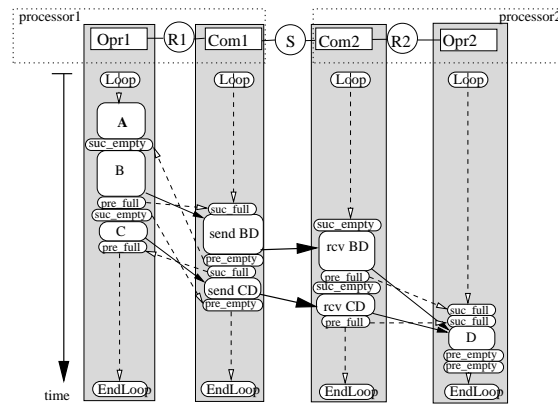 processor1
processor2
Opr1
R1
Com1
S
Com2
R2
Opr2
Loop
Loop
Loop
Loop
A
suc_empty
B
pre_full
suc_empty
C
pre_full
EndLoop
suc_full
send BD
pre_empty
suc_full
send CD
pre_empty
EndLoop
suc_empty
rcv BD
pre_full
suc_empty
rcv CD
pre_full
EndLoop
suc_full
suc_full
D
pre_empty
pre_empty
EndLoop
time